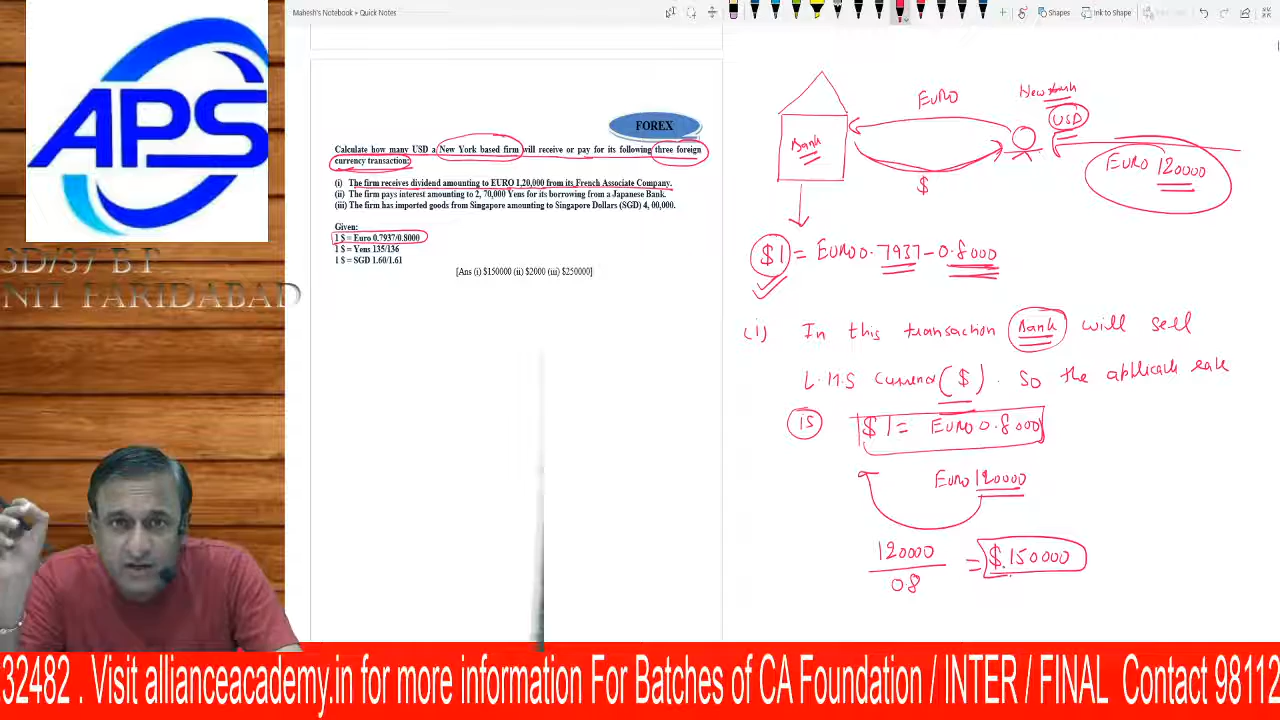 Mahesh's Notebook » Quick Notes
Shapes
Ink to Shape
APS
3D/37 B.P.
NIT FARIDABAD
FOREX
Calculate how many USD a New York based firm will receive or pay for its following three foreign
currency transaction:
(i) The firm receives dividend amounting to EURO 1,20,000 from its French Associate Company.
(ii) The firm pays interest amounting to 2, 70,000 Yens for its borrowing from a Japanese Bank.
(iii) The firm has imported goods from Singapore amounting to Singapore Dollars (SGD) 4, 00,000.
Given:
1 $ = Euro 0.7937/0.8000
1 $ = Yens 135/136
1 $ = SGD 1.60/1.61
[Ans (i) $150000 (ii) $2000 (iii) $250000]
EURO
Bank
$
USD
EURO 120000
$1 = EURO 0.7937-0.8000
(i) In this transaction Bank will sell
L.H.S currency ($). So the
is $1 = EURO 0.8000
EURO 120000
120000
0.8
= $.150000
32482 . Visit allianceacademy.in for more information For Batches of CA Foundation / INTER / FINAL Contact 98112